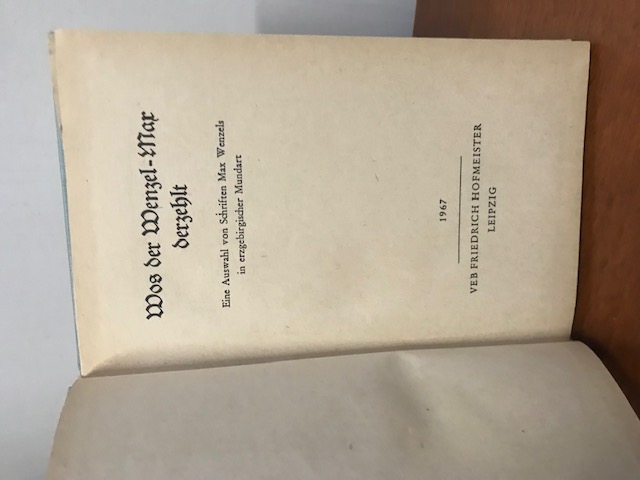 Wos der Wenzel-Max
derzehlt
Eine Auswahl von Schriften Max Wenzels
in erzgebirgischer Mundart
1967
VEB FRIEDRICH HOFMEISTER
LEIPZIG